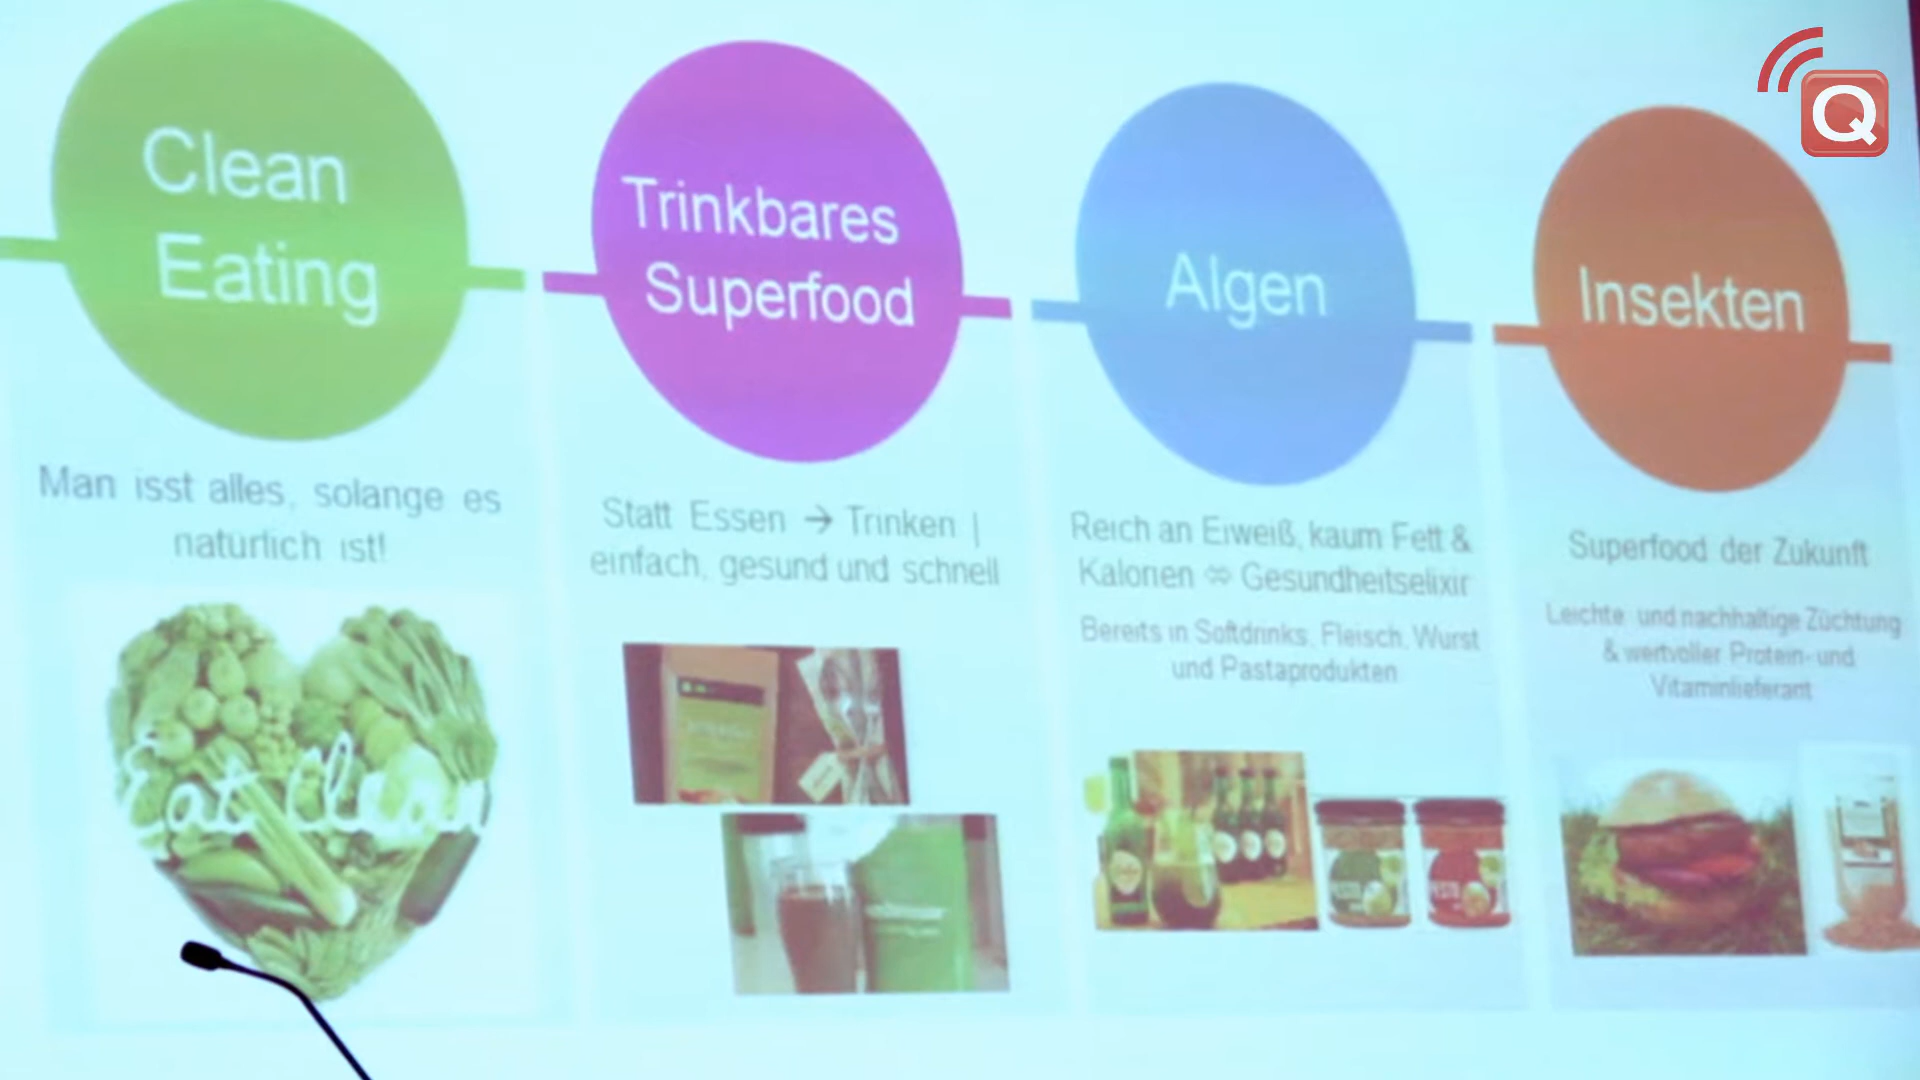 Clean
Eating
Man isst alles, solange es
natürlich ist!
Eat Clean
Trinkbares
Superfood
Statt Essen → Trinken |
einfach, gesund und schnell
Algen
Reich an Eiweiß, kaum Fett &
Kalorien ⇔ Gesundheitselixir
Bereits in Softdrinks, Fleisch, Wurst
und Pastaprodukten
Insekten
Superfood der Zukunft
Leichte und nachhaltige Züchtung
& wertvoller Protein- und
Vitaminlieferant
Q